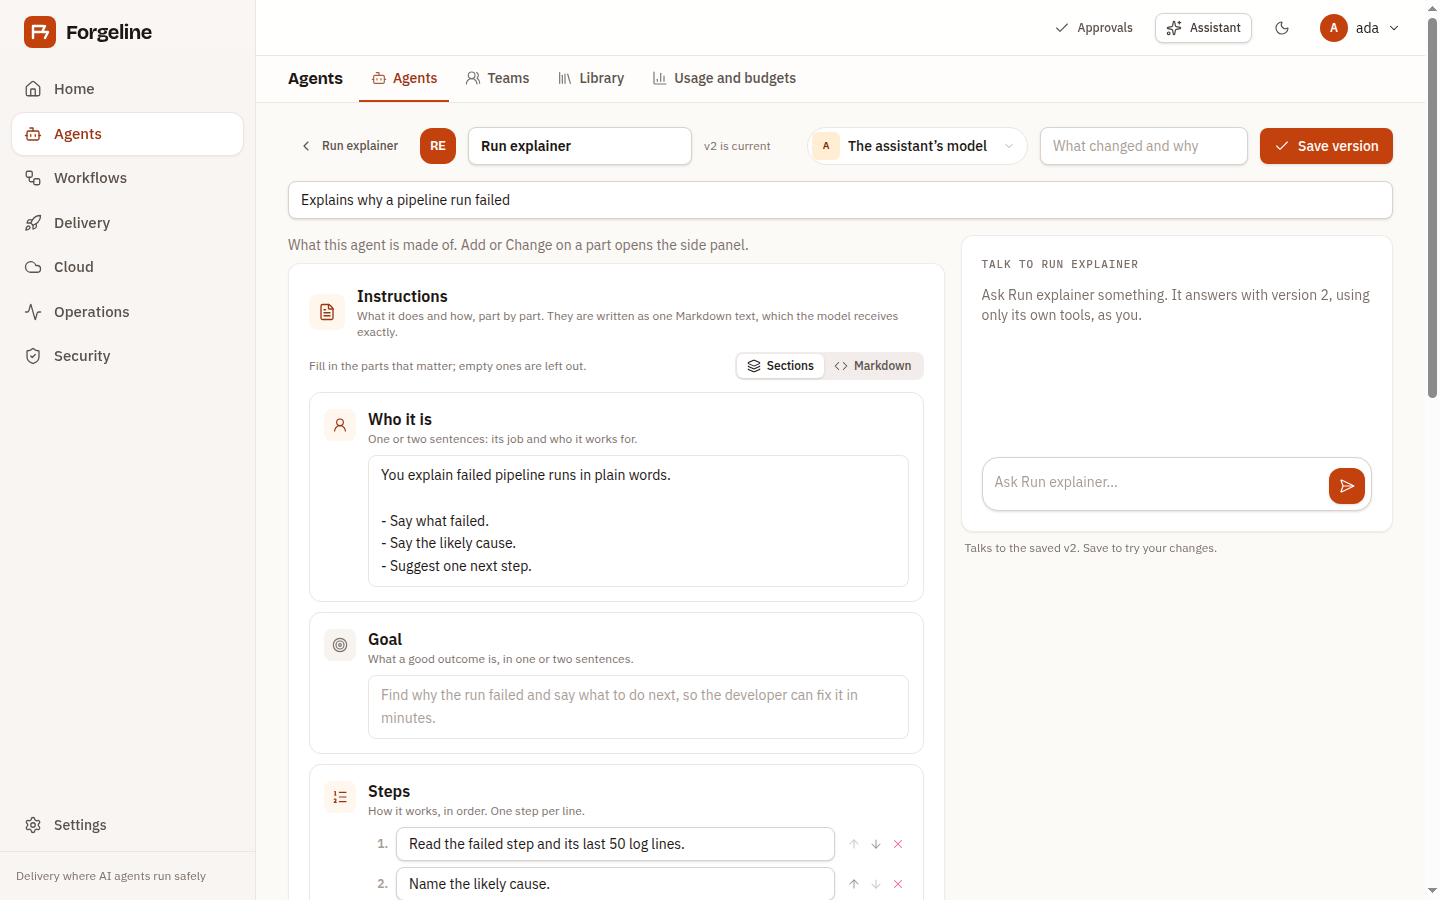 Forgeline
Approvals
Assistant
A
ada
Home
Agents
Workflows
Delivery
Cloud
Operations
Security
Settings
Delivery where AI agents run safely
Agents
Agents
Teams
Library
Usage and budgets
Run explainer
RE
Run explainer
v2 is current
A
The assistant’s model
What changed and why
Save version
Explains why a pipeline run failed
What this agent is made of. Add or Change on a part opens the side panel.
Instructions
What it does and how, part by part. They are written as one Markdown text, which the model receives
exactly.
Fill in the parts that matter; empty ones are left out.
Sections
Markdown
Who it is
One or two sentences: its job and who it works for.
You explain failed pipeline runs in plain words.
- Say what failed.
- Say the likely cause.
- Suggest one next step.
Goal
What a good outcome is, in one or two sentences.
Find why the run failed and say what to do next, so the developer can fix it in
minutes.
Steps
How it works, in order. One step per line.
1. Read the failed step and its last 50 log lines.
2. Name the likely cause.
TALK TO RUN EXPLAINER
Ask Run explainer something. It answers with version 2, using
only its own tools, as you.
Ask Run explainer...
Talks to the saved v2. Save to try your changes.